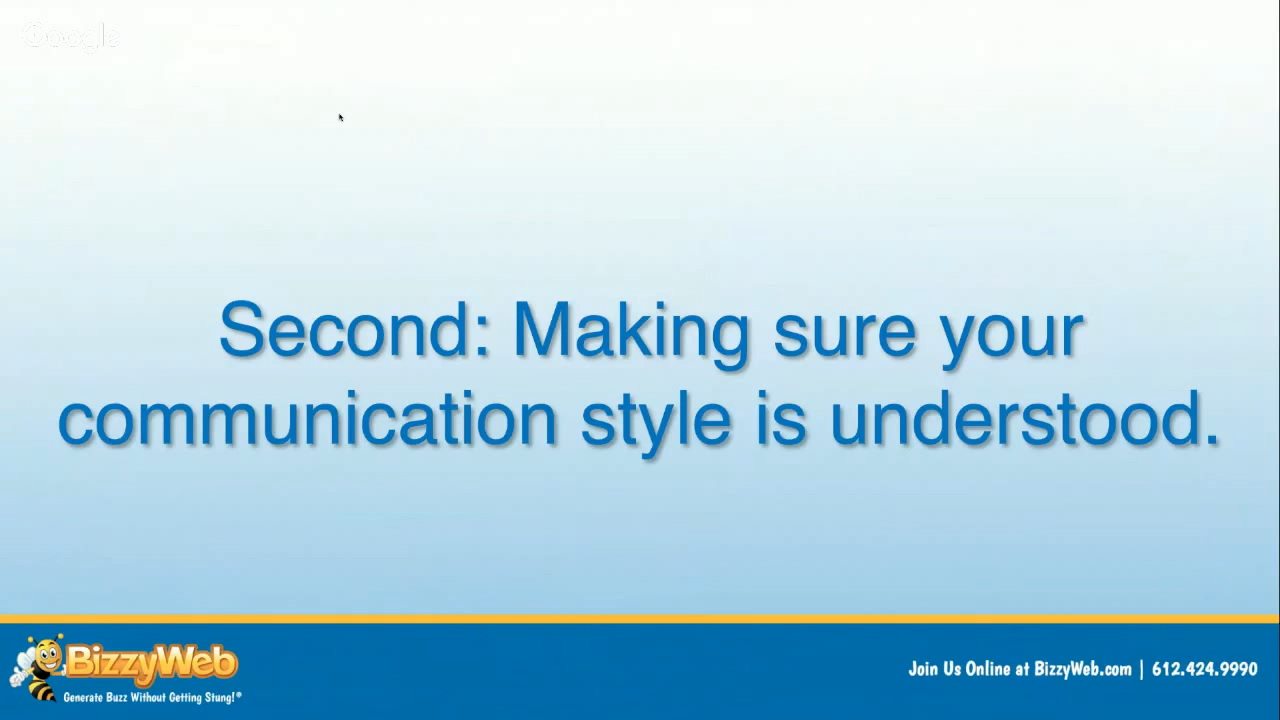 Google
Second: Making sure your
communication style is understood.
BizzyWeb
Generate Buzz Without Getting Stung!®
Join Us Online at BizzyWeb.com | 612.424.9990